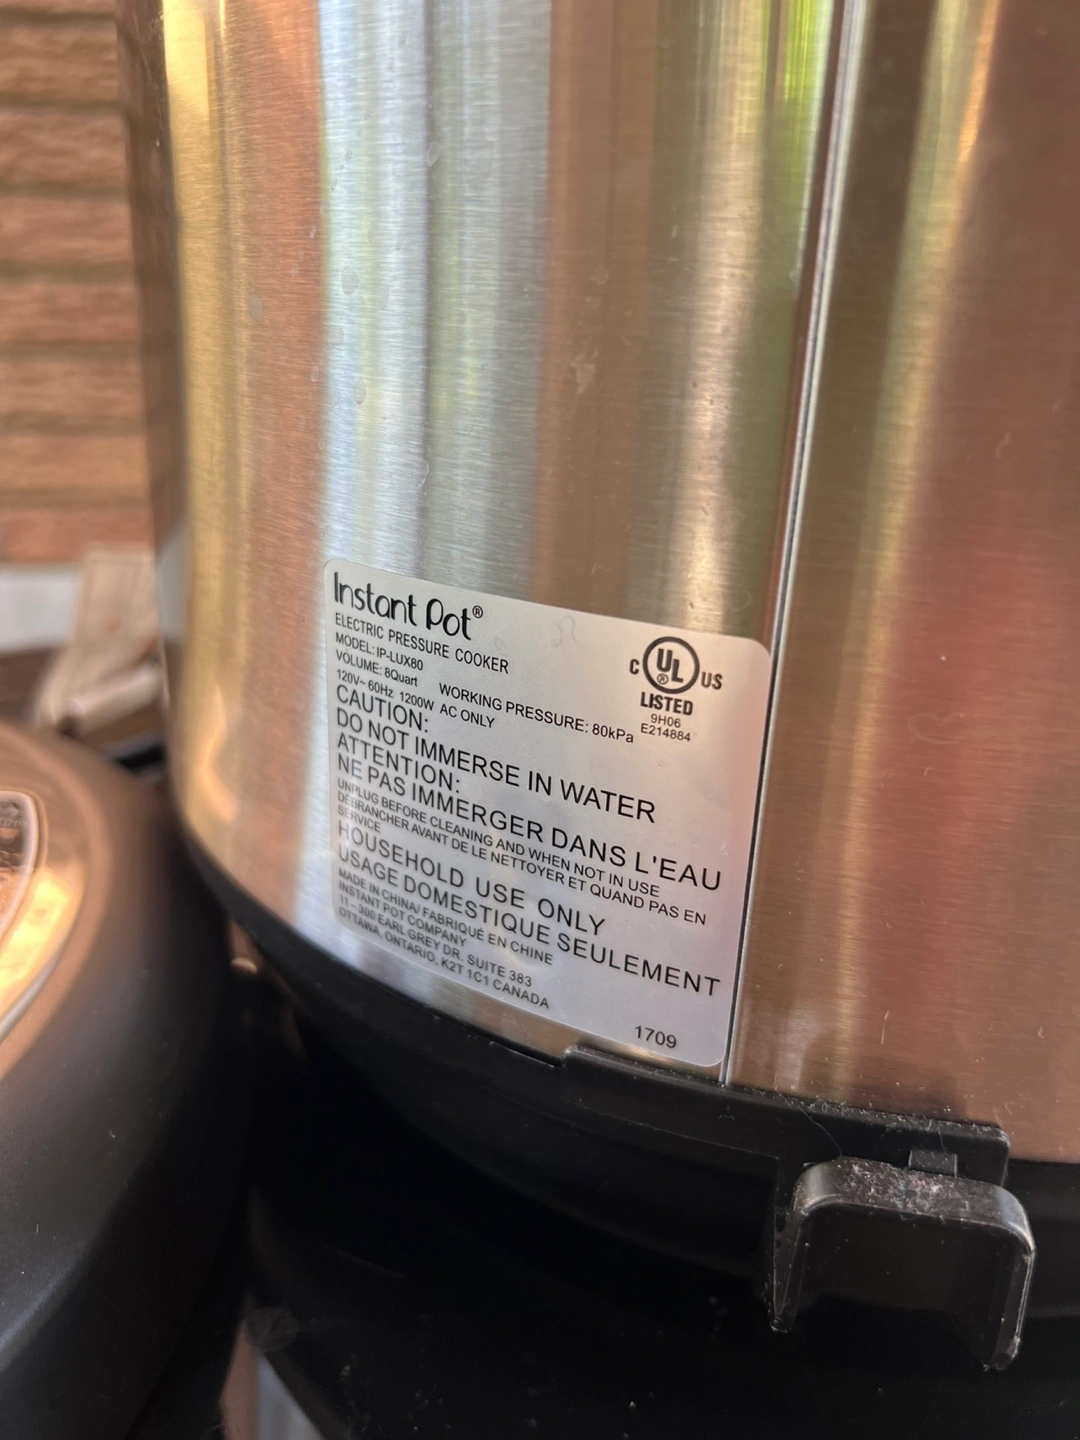 Instant Pot®
ELECTRIC PRESSURE COOKER
MODEL: IP-LUX80
VOLUME: 8Quart WORKING PRESSURE: 80kPa
120V~ 60Hz 1200W AC ONLY
C UL® US
LISTED
9H06
E214884
CAUTION:
DO NOT IMMERSE IN WATER
ATTENTION:
NE PAS IMMERGER DANS L'EAU
UNPLUG BEFORE CLEANING AND WHEN NOT IN USE
DÉBRANCHER AVANT DE LE NETTOYER ET QUAND PAS EN
SERVICE
HOUSEHOLD USE ONLY
USAGE DOMESTIQUE SEULEMENT
MADE IN CHINA/ FABRIQUÉ EN CHINE
INSTANT POT COMPANY
11-300 EARL GREY DR. SUITE 383
OTTAWA, ONTARIO, K2T 1C1 CANADA
1709